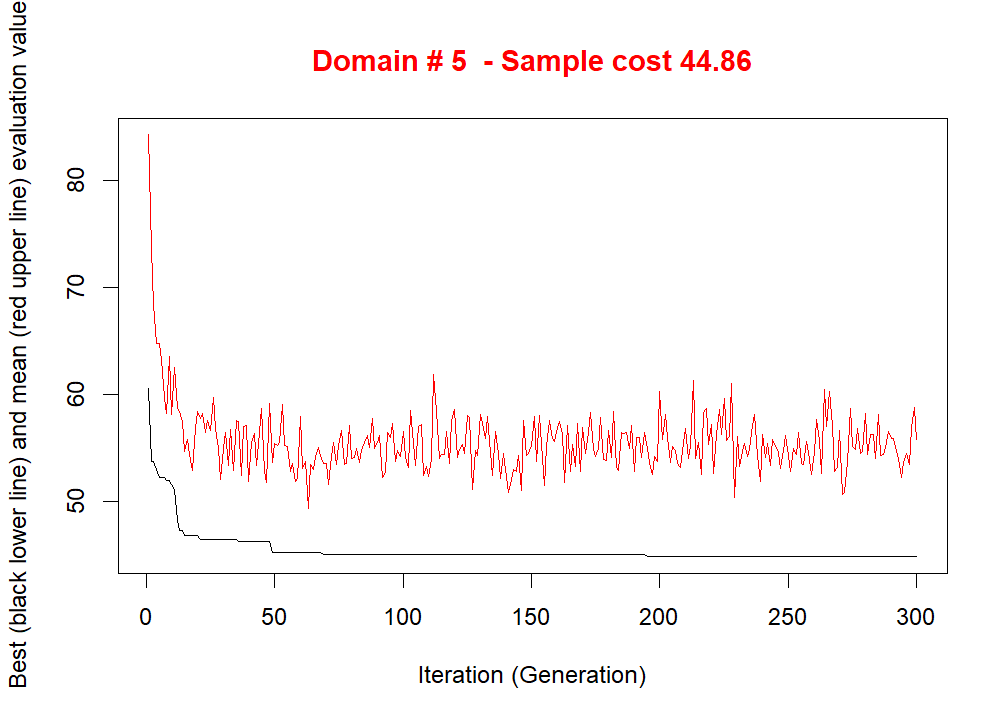 Domain # 5  - Sample cost 44.86
Best (black lower line) and mean (red upper line) evaluation value
80
70
60
50
0 50 100 150 200 250 300
Iteration (Generation)